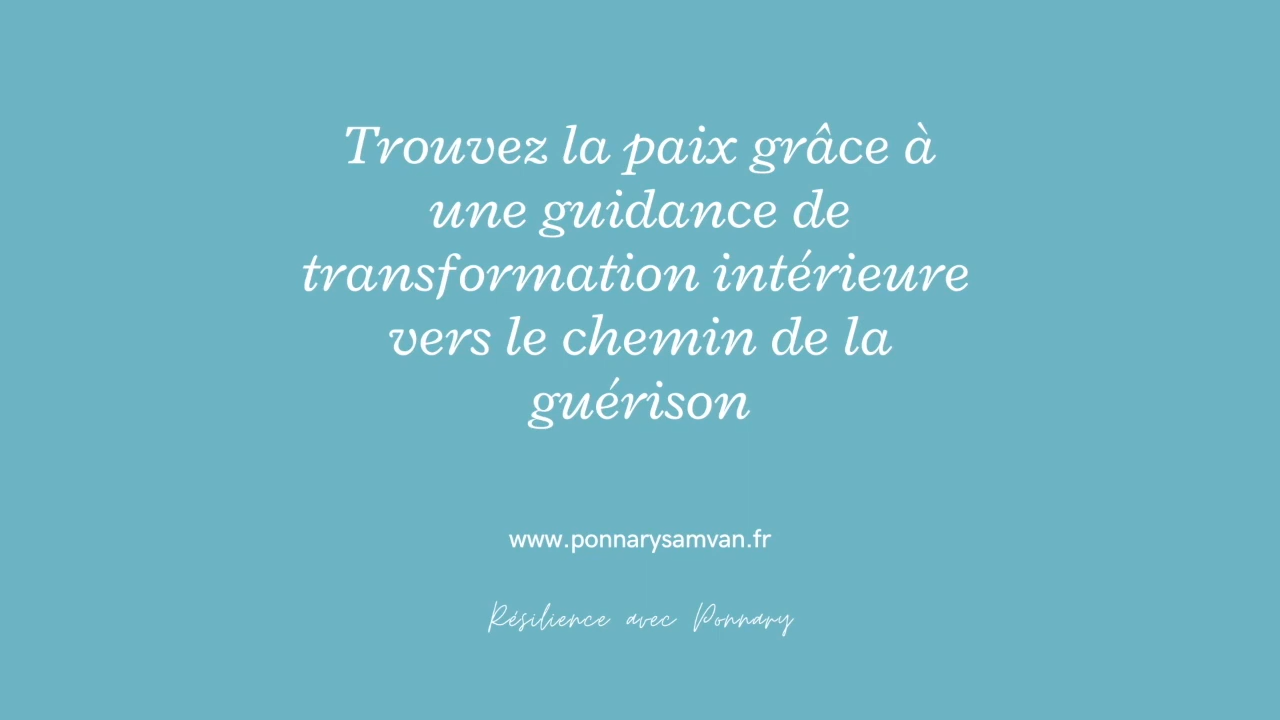 Trouvez la paix grâce à
une guidance de
transformation intérieure
vers le chemin de la
guérison
www.ponnarysamvan.fr
Résilience avec Ponnary